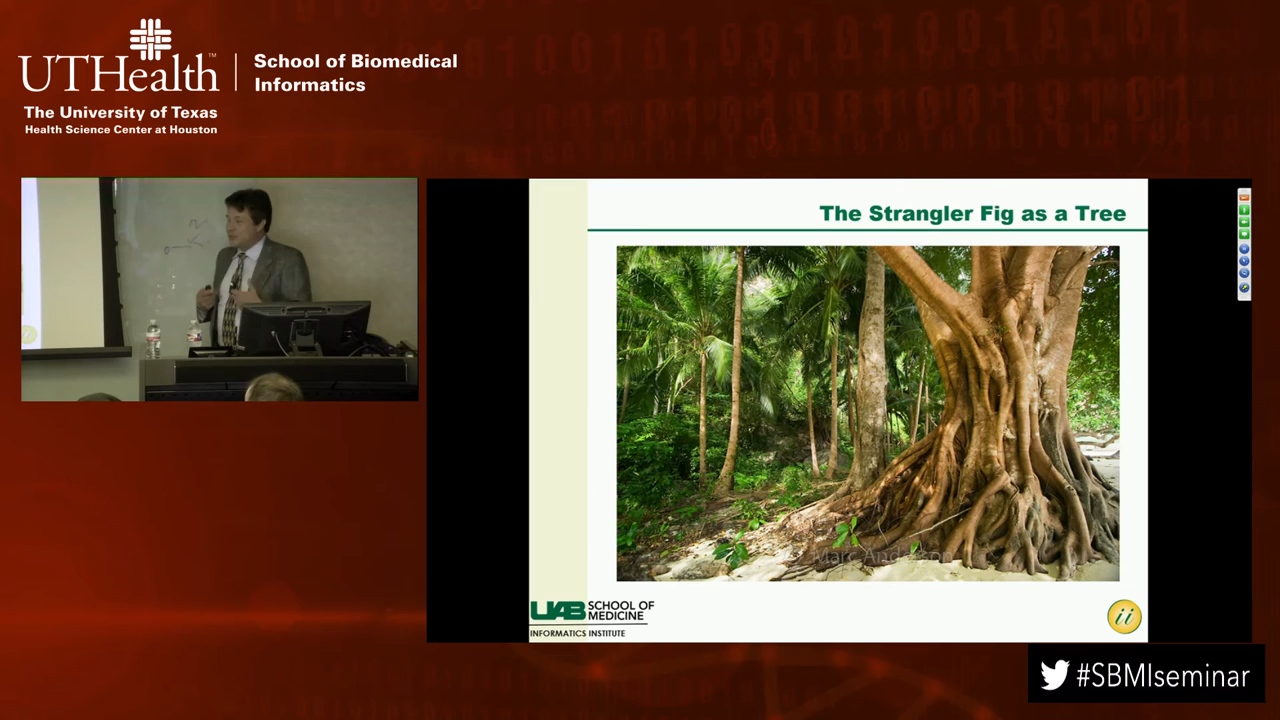 UTHealth™
The University of Texas
Health Science Center at Houston
School of Biomedical
Informatics
The Strangler Fig as a Tree
Marc Anderson
UAB SCHOOL OF
MEDICINE
INFORMATICS INSTITUTE
ii
#SBMIseminar